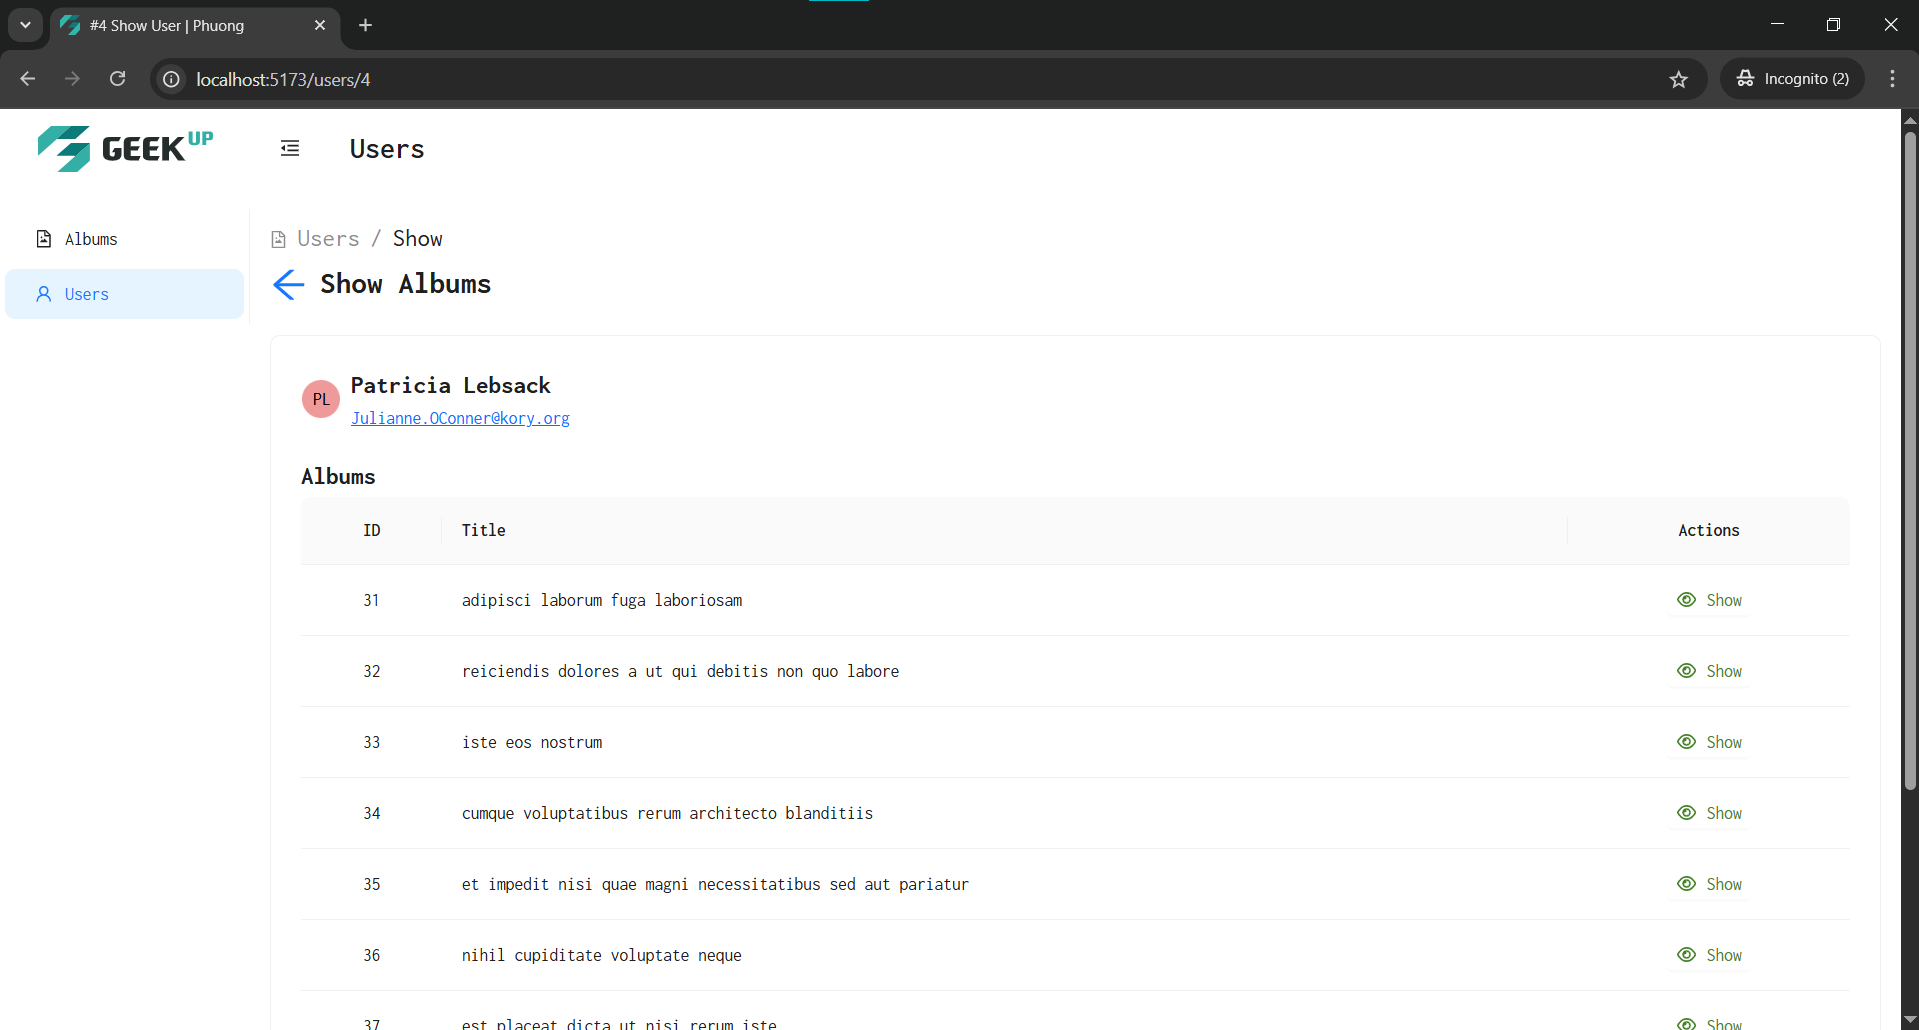 #4 Show User | Phuong
localhost:5173/users/4
Incognito (2)
GEEK UP
Users
Albums
Users
Users / Show
Show Albums
PL
Patricia Lebsack
Julianne.OConner@kory.org
Albums
ID Title Actions
31 adipisci laborum fuga laboriosam Show
32 reiciendis dolores a ut qui debitis non quo labore Show
33 iste eos nostrum Show
34 cumque voluptatibus rerum architecto blanditiis Show
35 et impedit nisi quae magni necessitatibus sed aut pariatur Show
36 nihil cupiditate voluptate neque Show
37 est placeat dicta ut nisi rerum iste Show